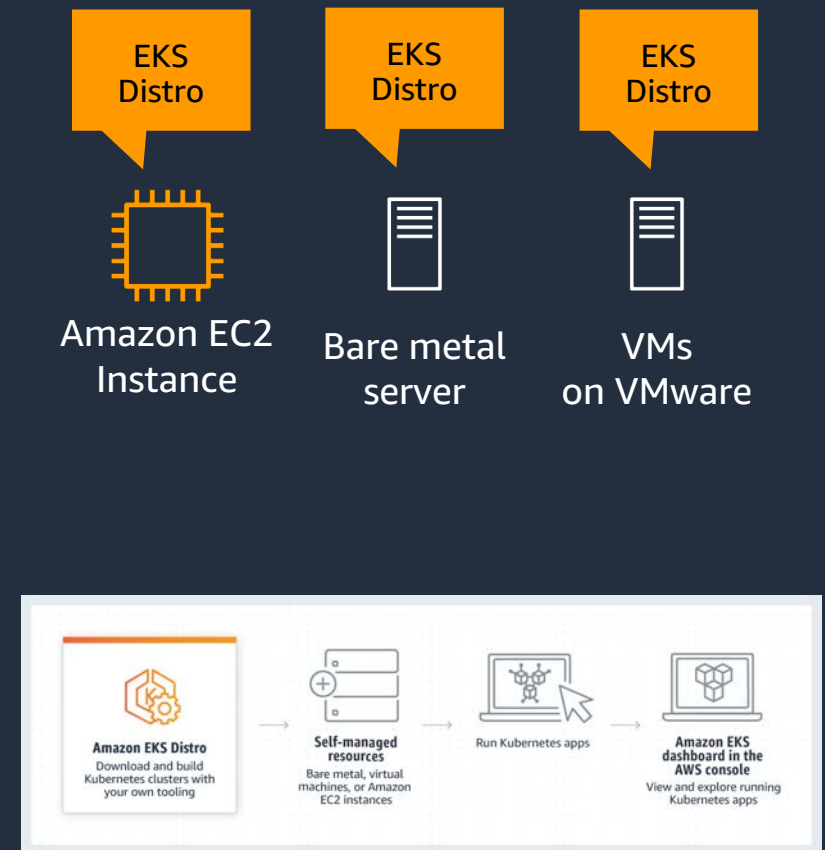 EKS
Distro
EKS
Distro
EKS
Distro
Amazon EC2
Instance
Bare metal
server
VMs
on VMware
Amazon EKS Distro
Download and build
Kubernetes clusters with
your own tooling
Self-managed
resources
Bare metal, virtual
machines, or Amazon
EC2 instances
Run Kubernetes apps
Amazon EKS
dashboard in the
AWS console
View and explore running
Kubernetes apps